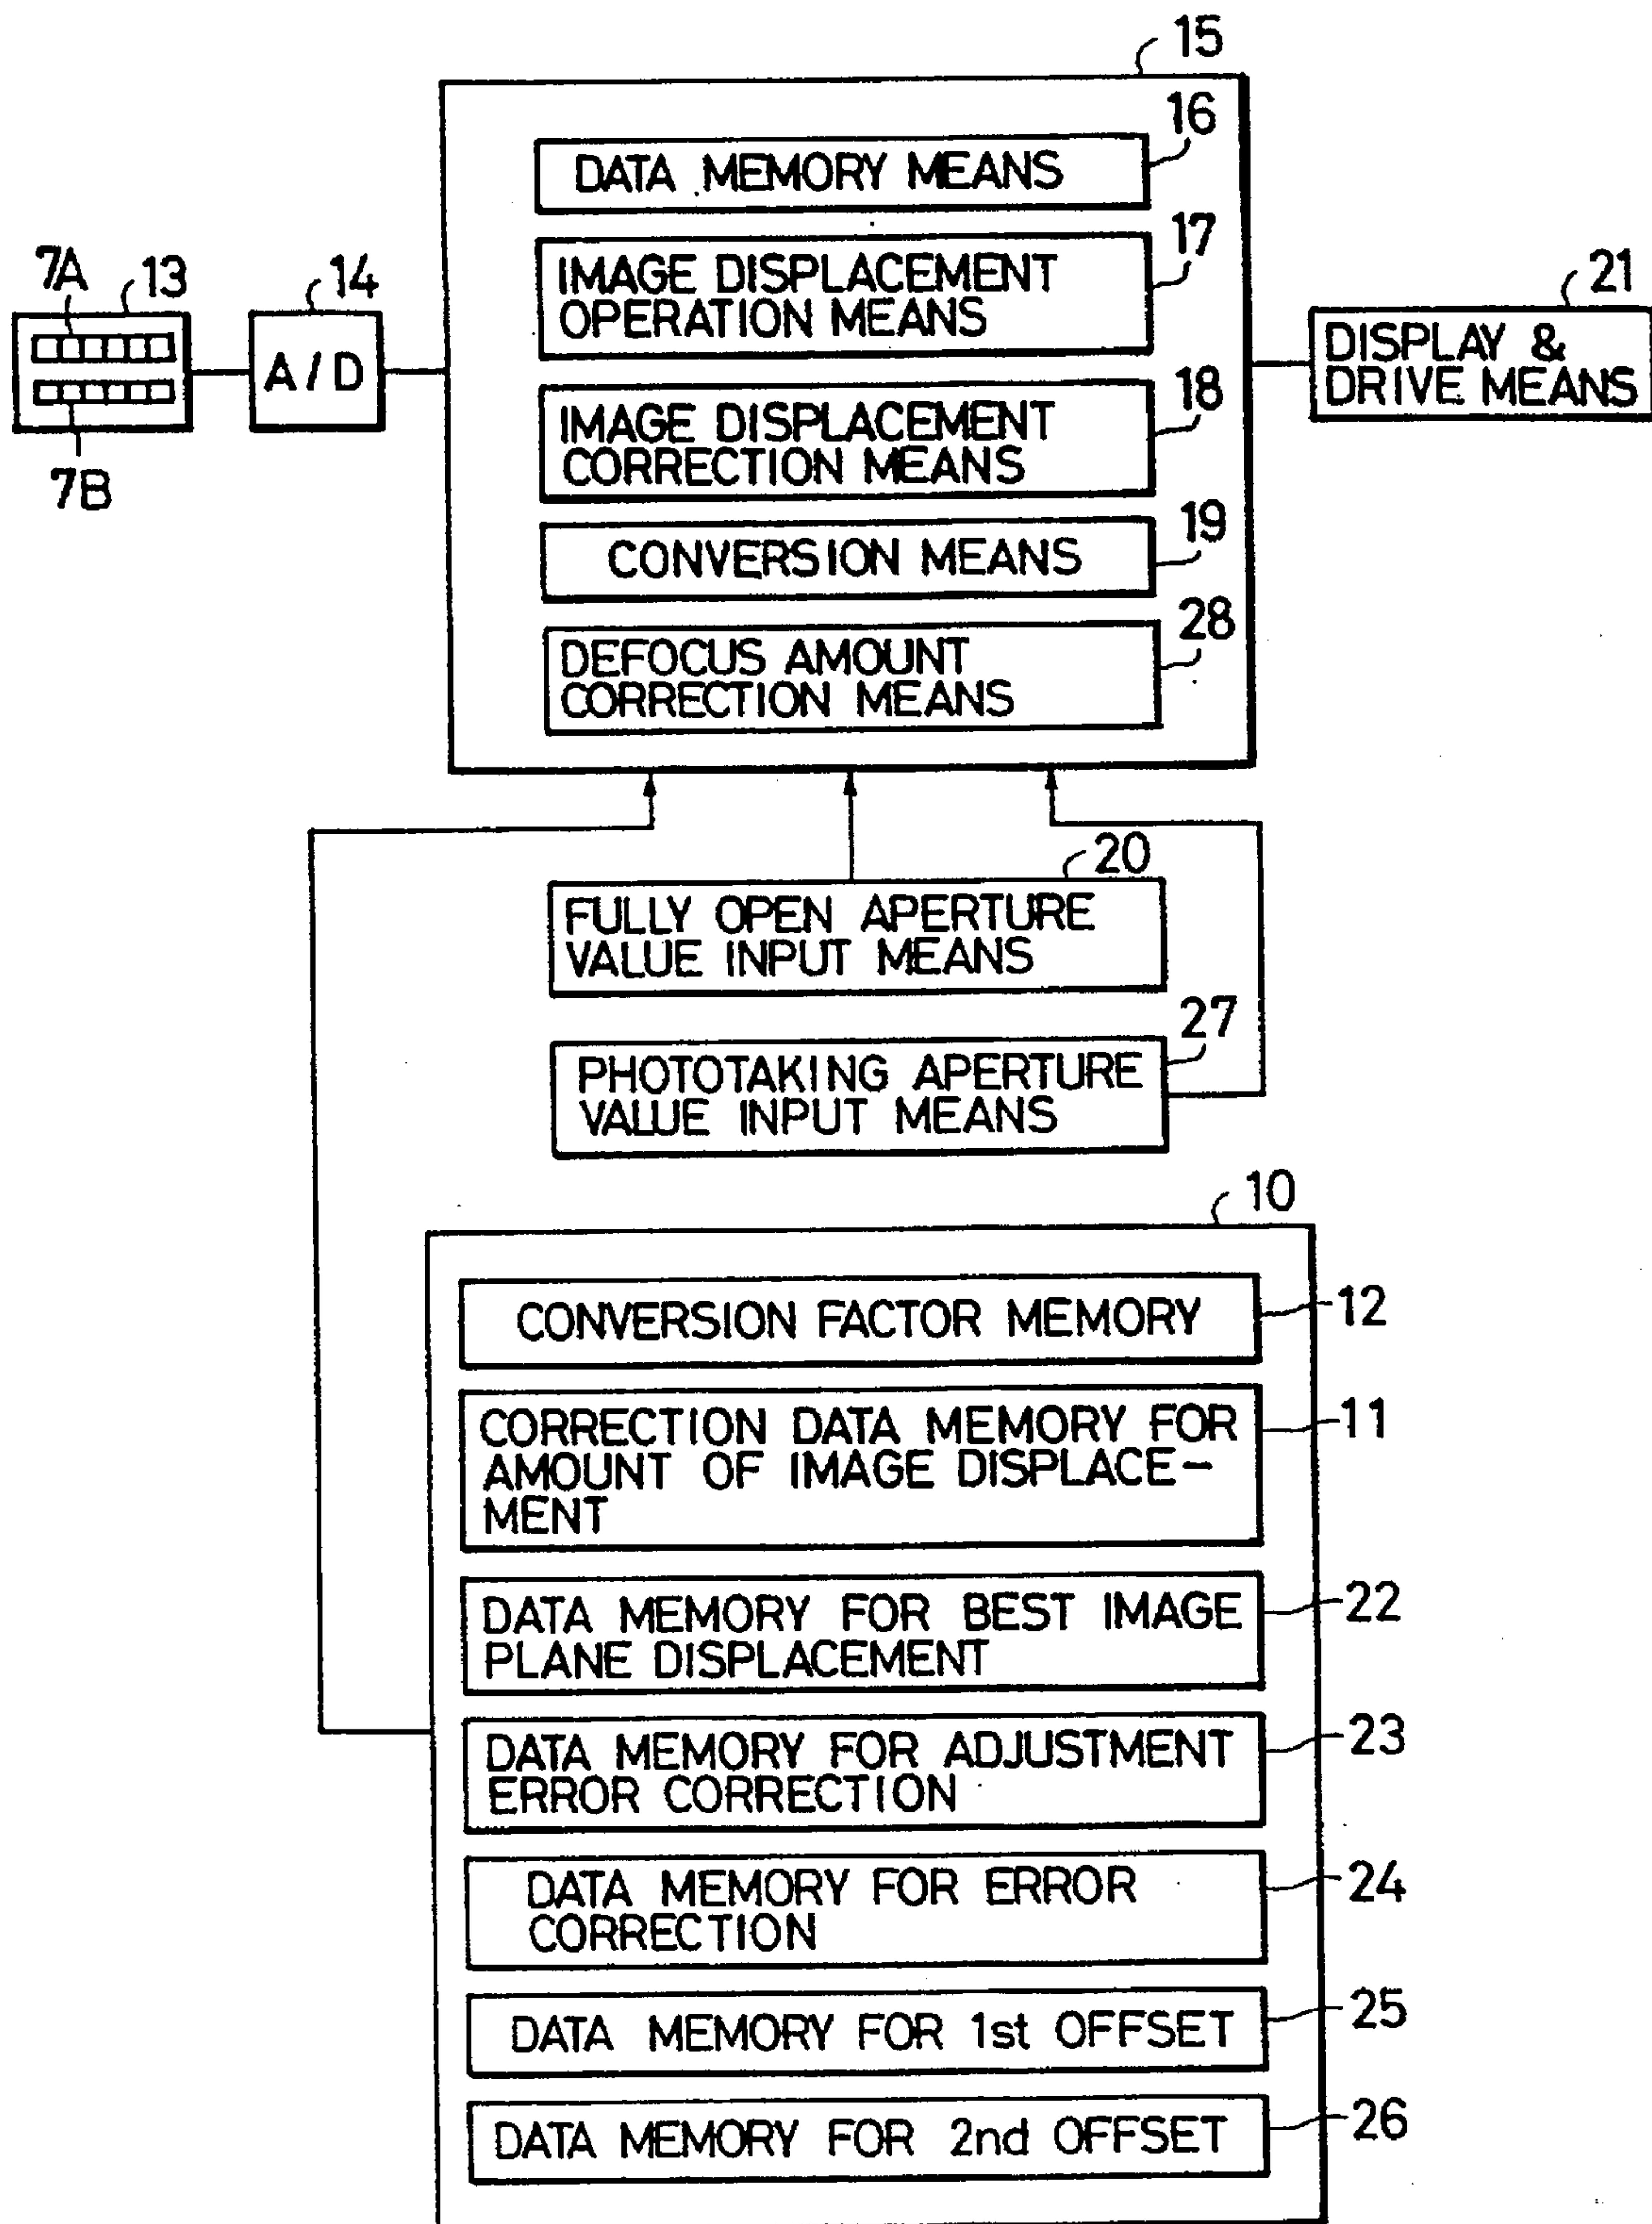 15
16
DATA MEMORY MEANS
17
IMAGE DISPLACEMENT
OPERATION MEANS
7A
13
14
A/D
7B
21
DISPLAY &
DRIVE MEANS
18
IMAGE DISPLACEMENT
CORRECTION MEANS
19
CONVERSION MEANS
28
DEFOCUS AMOUNT
CORRECTION MEANS
20
FULLY OPEN APERTURE
VALUE INPUT MEANS
27
PHOTOTAKING APERTURE
VALUE INPUT MEANS
10
CONVERSION FACTOR MEMORY
12
CORRECTION DATA MEMORY FOR
AMOUNT OF IMAGE DISPLACE-
MENT
11
DATA MEMORY FOR BEST IMAGE
PLANE DISPLACEMENT
22
DATA MEMORY FOR ADJUSTMENT
ERROR CORRECTION
23
DATA MEMORY FOR ERROR
CORRECTION
24
DATA MEMORY FOR 1st OFFSET
25
DATA MEMORY FOR 2nd OFFSET
26